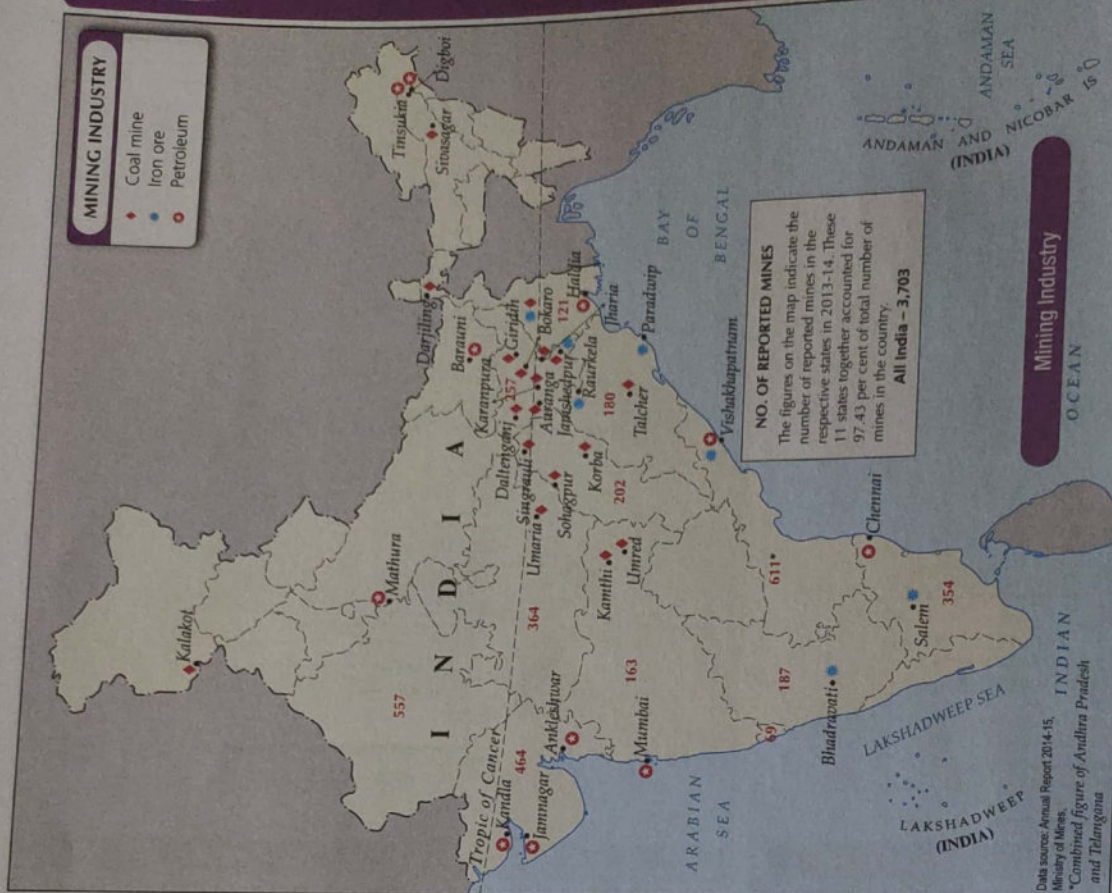 MINING INDUSTRY
Coal mine
Iron ore
Petroleum
Kalakot
Mathura
557
I N D I A
Tropic of Cancer
Kandla
Jamnagar
464
Ankleshwar
364
Mumbai
163
Kamthi
Umred
Umaria
Sohagpur
Singrauli
Korba
202
Daltenganj
Karanpura
257
Auranga
Barauni
Giridih
Bokaro
Jamshedpur
Raurkela
121
Haldia
Jharia
180
Talcher
Paradwip
Darjiling
Timsukia
Digboi
Sivasagar
Vishakhapatnam
611*
187
69
Bhadravati
Salem
354
Chennai
ARABIAN
SEA
BAY
OF
BENGAL
LAKSHADWEEP SEA
LAKSHADWEEP
(INDIA)
INDIAN
OCEAN
ANDAMAN
SEA
ANDAMAN AND NICOBAR IS
(INDIA)
NO. OF REPORTED MINES
The figures on the map indicate the
number of reported mines in the
respective states in 2013-14. These
11 states together accounted for
97.43 per cent of total number of
mines in the country.
All India – 3,703
Mining Industry
Data source: Annual Report 2014-15,
Ministry of Mines,
*Combined figure of Andhra Pradesh
and Telangana